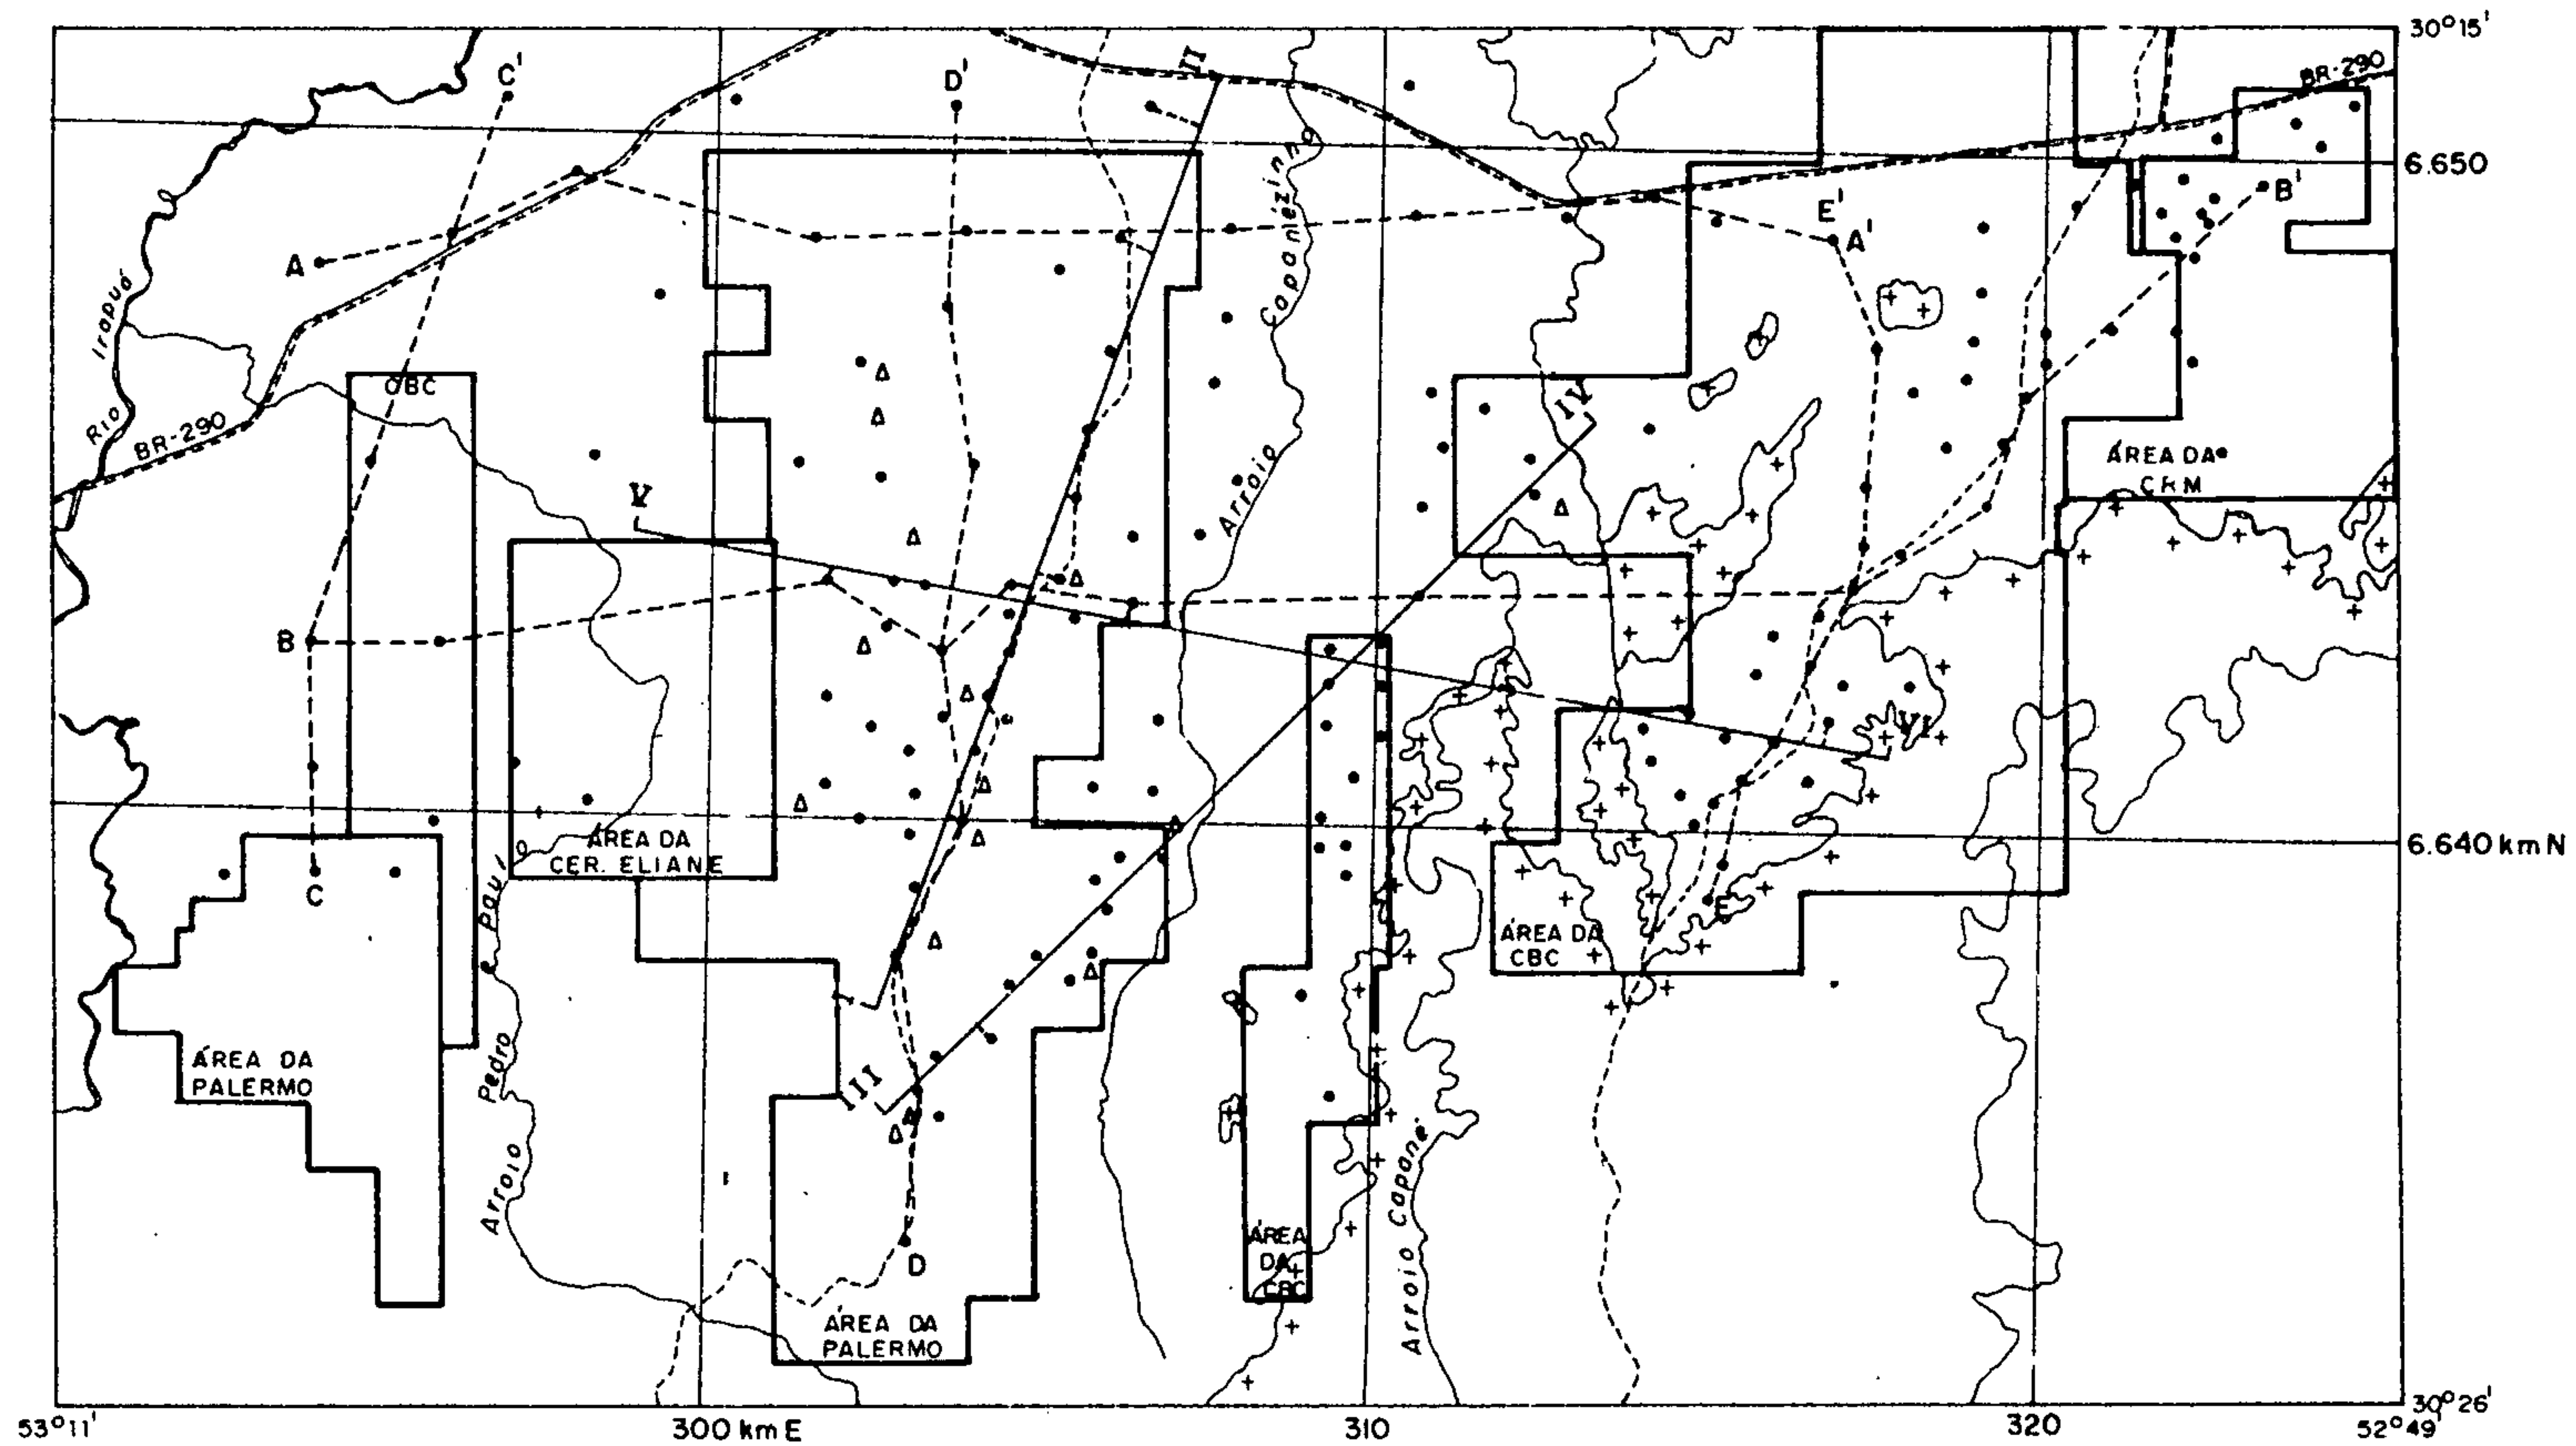 30°15'
C'
D'
II
BR-290
6.650
B'
E'
A'
A
Irapuá
Rio
Capanézinho
Arroio
CBC
BR-290
IV
V
ÁREA DA
CRM
B
VI
ÁREA DA
CER. ELIANE
6.640 km N
C
E
ÁREA DA
CBC
ÁREA DA
PALERMO
Arroio Pedro Paulo
III
Arroio Capané
ÁREA
DA
CBC
D
ÁREA DA
PALERMO
30°26'
53°11'
300 km E
310
320
52°49'